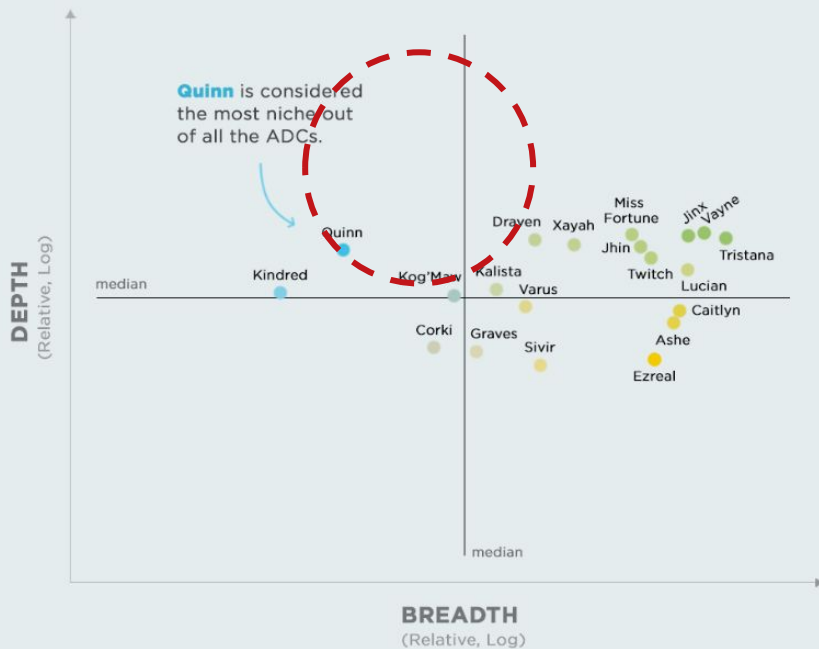 Quinn is considered
the most niche out
of all the ADCs.
Miss
Fortune
Jinx
Vayne
Draven
Xayah
Quinn
Jhin
Tristana
Kindred
Kog'Maw
Kalista
Twitch
Lucian
median
Varus
Caitlyn
Corki
Graves
Sivir
Ashe
Ezreal
median
DEPTH
(Relative, Log)
BREADTH
(Relative, Log)